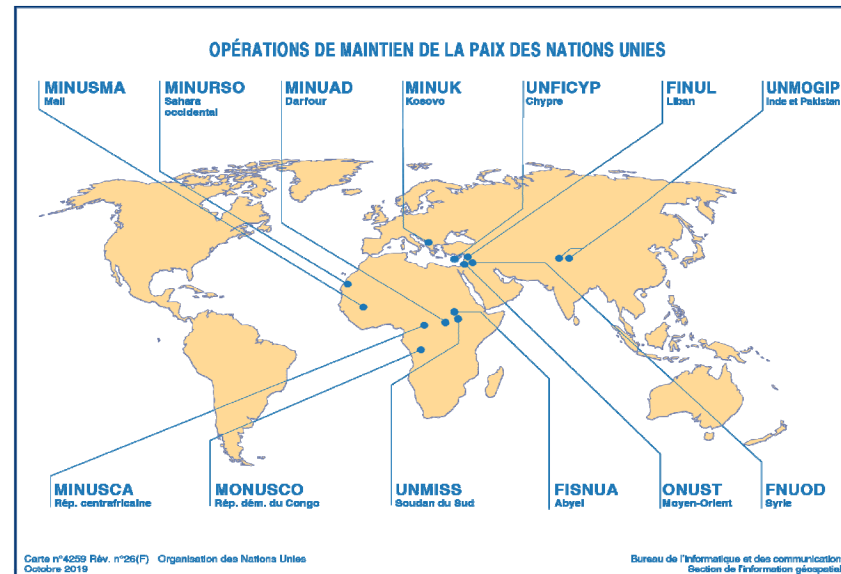 OPÉRATIONS DE MAINTIEN DE LA PAIX DES NATIONS UNIES
MINUSMA
Mali
MINURSO
Sahara
occidental
MINUAD
Darfour
MINUK
Kosovo
UNFICYP
Chypre
FINUL
Liban
UNMOGIP
Inde et Pakistan
MINUSCA
Rép. centrafricaine
MONUSCO
Rép. dém. du Congo
UNMISS
Soudan du Sud
FISNUA
Abyei
ONUST
Moyen-Orient
FNUOD
Syrie
Carte n°4259 Rév. n°26(F) Organisation des Nations Unies
Octobre 2019
Bureau de l'informatique et des communication
Section de l'information géospatial